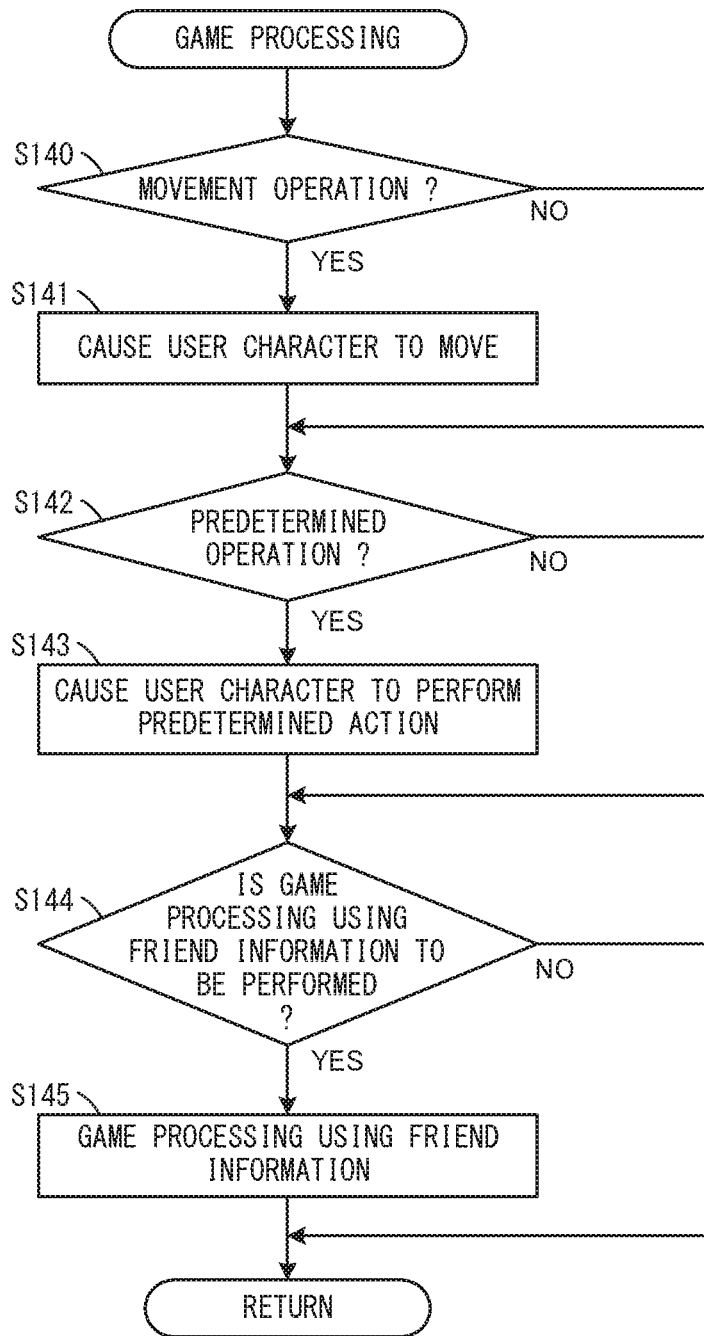 GAME PROCESSING
S140
MOVEMENT OPERATION ?
NO
YES
S141
CAUSE USER CHARACTER TO MOVE
S142
PREDETERMINED
OPERATION ?
NO
YES
S143
CAUSE USER CHARACTER TO PERFORM
PREDETERMINED ACTION
S144
IS GAME
PROCESSING USING
FRIEND INFORMATION TO
BE PERFORMED
?
NO
YES
S145
GAME PROCESSING USING FRIEND
INFORMATION
RETURN